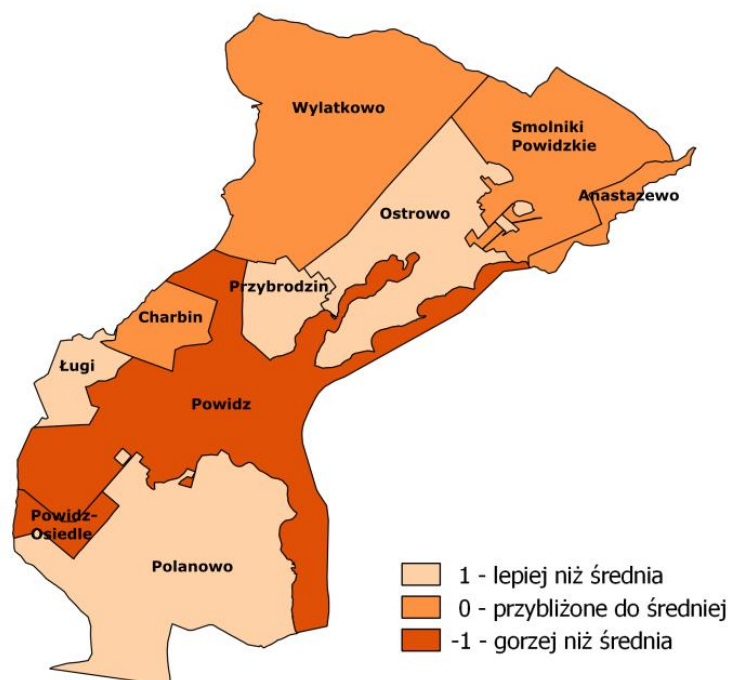 Wylatkowo
Smolniki
Powidzkie
Anastazewo
Ostrowo
Przybrodzin
Charbin
Ługi
Powidz
Powidz-
Osiedle
Polanowo
1 - lepiej niż średnia
0 - przybliżone do średniej
-1 - gorzej niż średnia